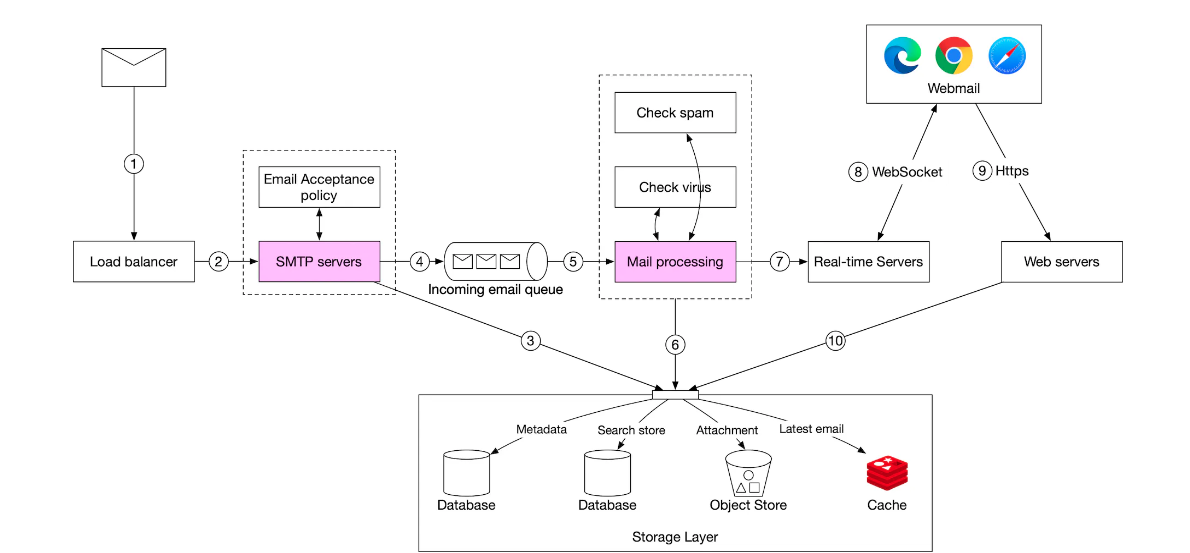 Webmail
Check spam
1
8 WebSocket
9 Https
Email Acceptance
policy
Check virus
Load balancer
2
SMTP servers
4
Incoming email queue
5
Mail processing
7
Real-time Servers
Web servers
3
6
10
Metadata
Search store
Attachment
Latest email
Database
Database
Object Store
Cache
Storage Layer